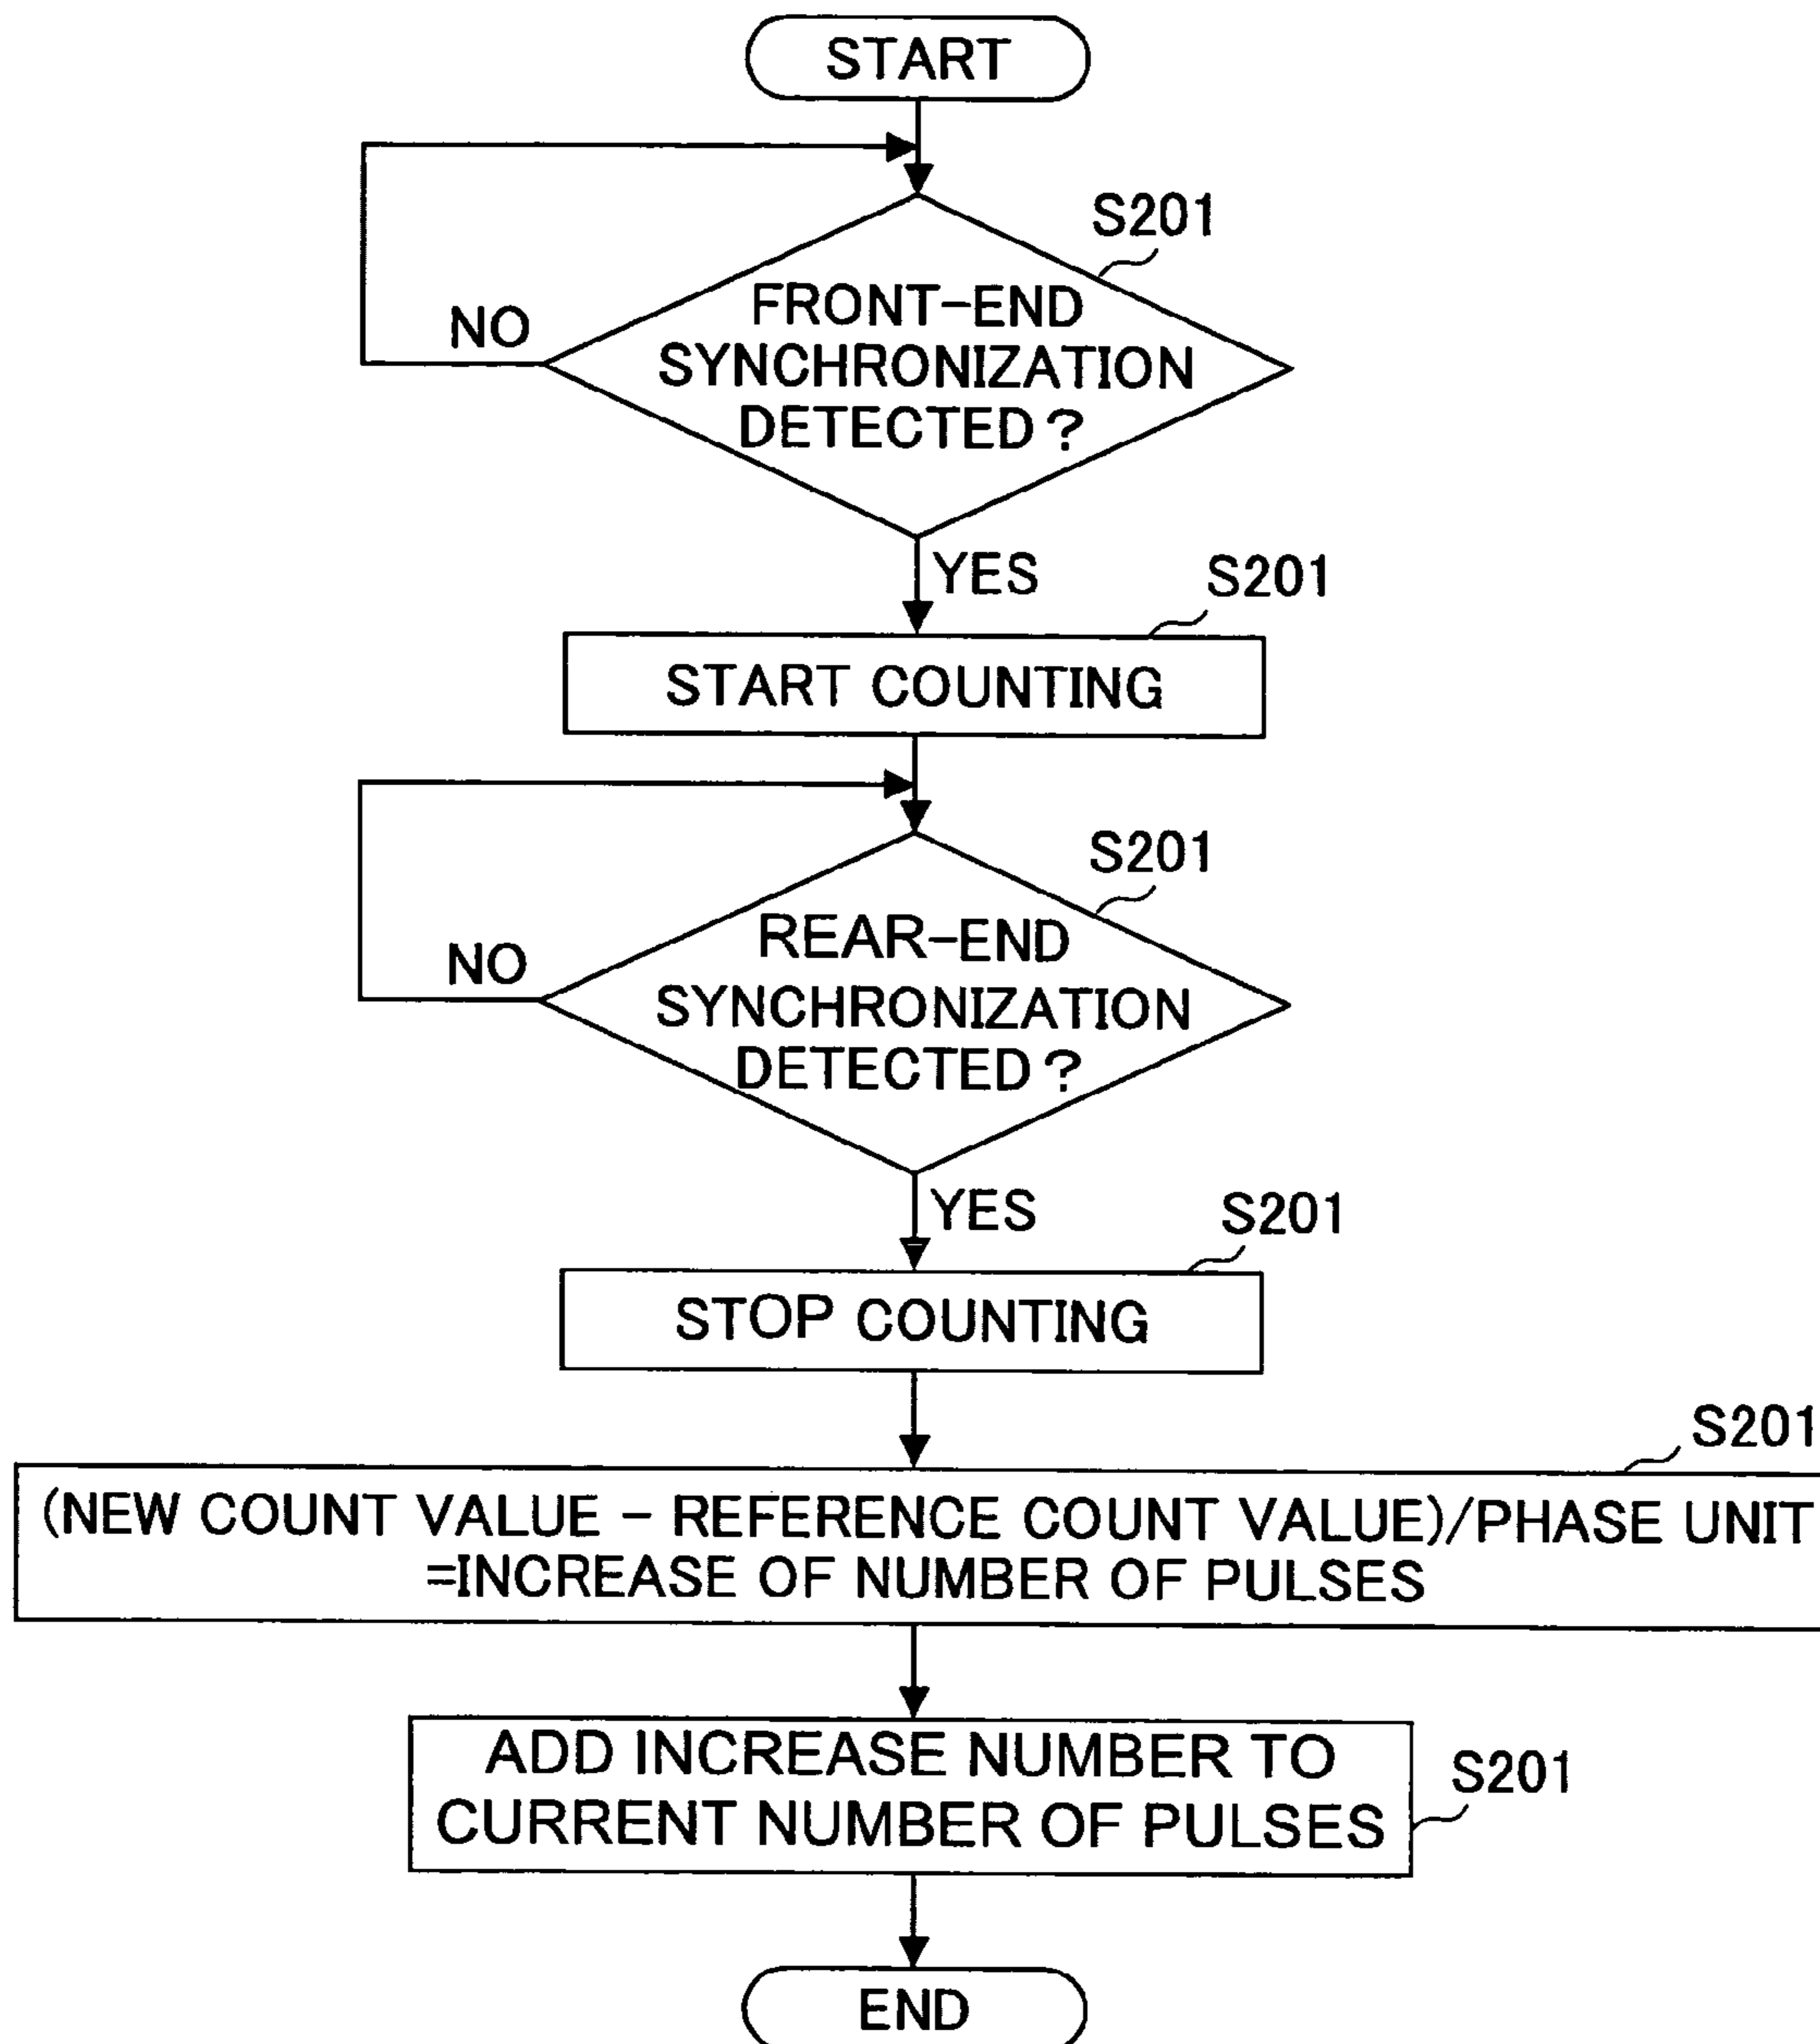 START
S201
FRONT-END
SYNCHRONIZATION
DETECTED?
NO
YES
S201
START COUNTING
S201
REAR-END
SYNCHRONIZATION
DETECTED?
NO
YES
S201
STOP COUNTING
S201
(NEW COUNT VALUE - REFERENCE COUNT VALUE)/PHASE UNIT
=INCREASE OF NUMBER OF PULSES
ADD INCREASE NUMBER TO
CURRENT NUMBER OF PULSES
S201
END